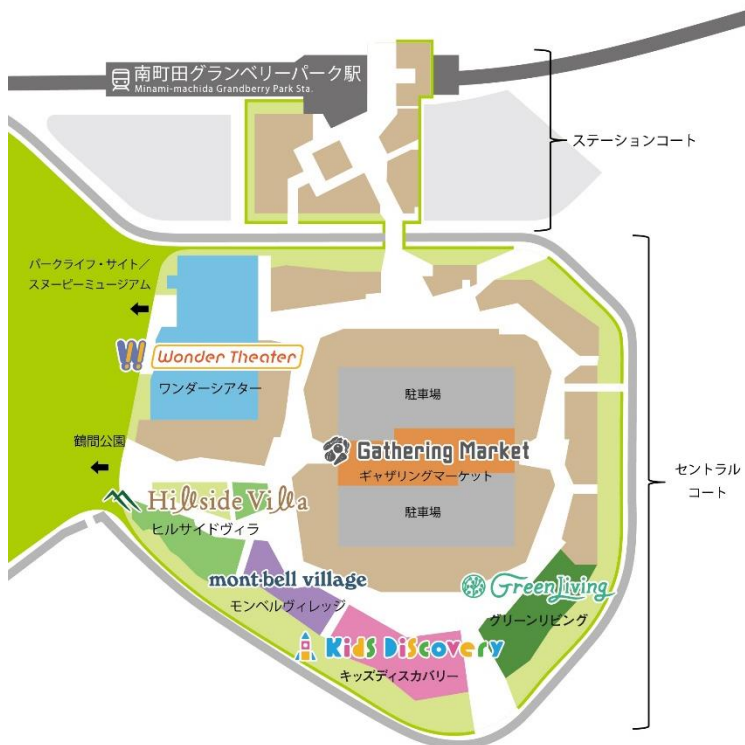 南町田グランベリーパーク駅
Minami-machida Grandberry Park Sta.
ステーションコート
パークライフ・サイト／
スヌーピーミュージアム
Wonder Theater
ワンダーシアター
駐車場
鶴間公園
Gathering Market
ギャザリングマーケット
セントラル
コート
Hillside Villa
ヒルサイドヴィラ
駐車場
mont-bell village
モンベルヴィレッジ
GreenLiving
グリーンリビング
KiDS DiScovery
キッズディスカバリー